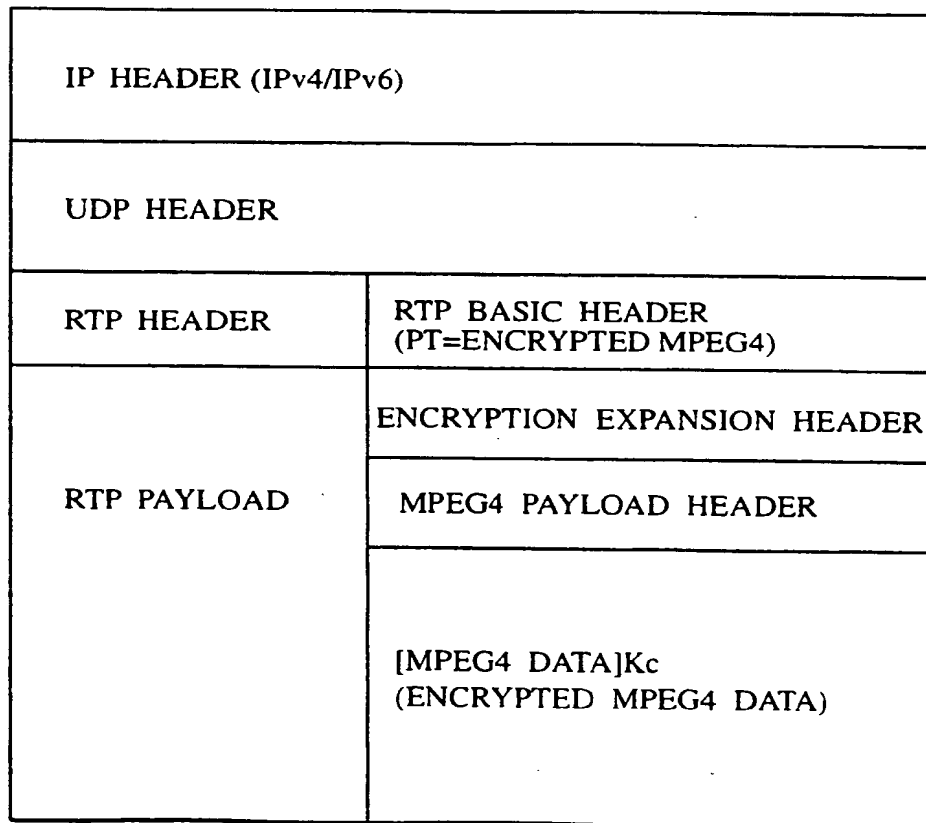 IP HEADER (IPv4/IPv6)
UDP HEADER
RTP HEADER
RTP BASIC HEADER
(PT=ENCRYPTED MPEG4)
ENCRYPTION EXPANSION HEADER
RTP PAYLOAD
MPEG4 PAYLOAD HEADER
[MPEG4 DATA]Kc
(ENCRYPTED MPEG4 DATA)